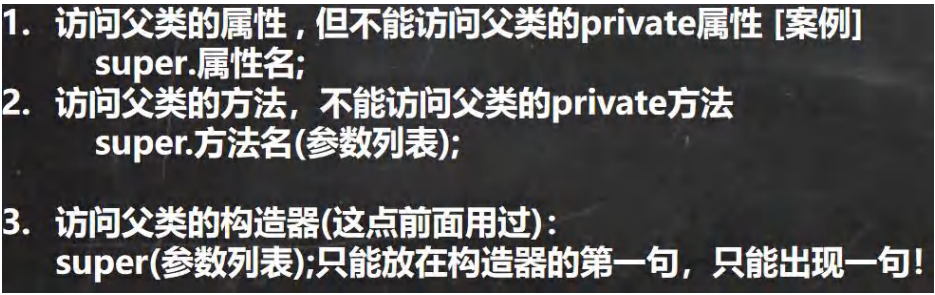 1. 访问父类的属性 , 但不能访问父类的private属性 [案例]
super.属性名;
2. 访问父类的方法，不能访问父类的private方法
super.方法名(参数列表);
3. 访问父类的构造器(这点前面用过)：
super(参数列表);只能放在构造器的第一句，只能出现一句！